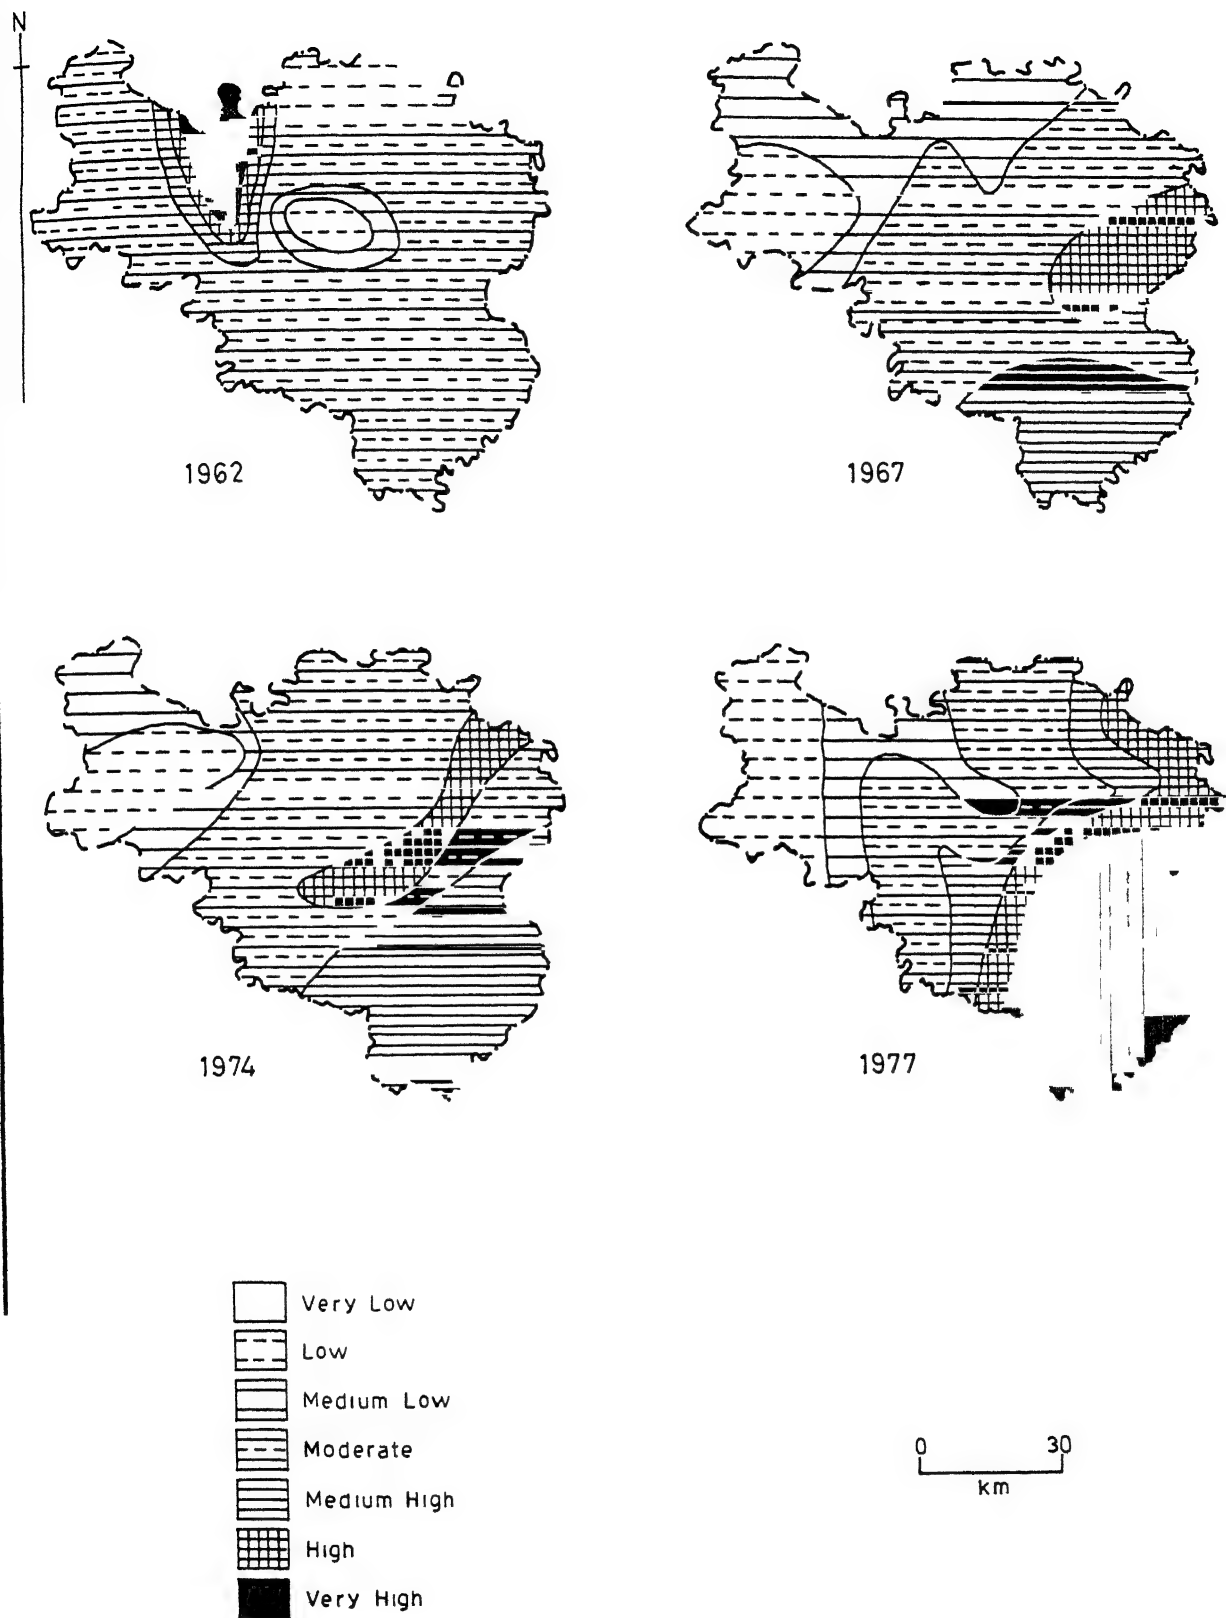 N
1962
1967
1974
1977
Very Low
Low
Medium Low
Moderate
Medium High
High
Very High
0 30
km